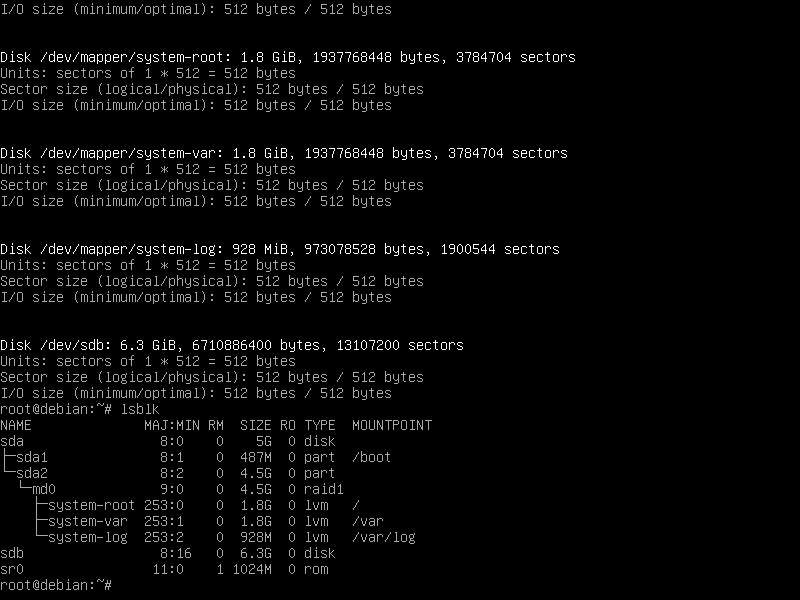 I/O size (minimum/optimal): 512 bytes / 512 bytes
Disk /dev/mapper/system-root: 1.8 GiB, 1937768448 bytes, 3784704 sectors
Units: sectors of 1 * 512 = 512 bytes
Sector size (logical/physical): 512 bytes / 512 bytes
I/O size (minimum/optimal): 512 bytes / 512 bytes
Disk /dev/mapper/system-var: 1.8 GiB, 1937768448 bytes, 3784704 sectors
Units: sectors of 1 * 512 = 512 bytes
Sector size (logical/physical): 512 bytes / 512 bytes
I/O size (minimum/optimal): 512 bytes / 512 bytes
Disk /dev/mapper/system-log: 928 MiB, 973078528 bytes, 1900544 sectors
Units: sectors of 1 * 512 = 512 bytes
Sector size (logical/physical): 512 bytes / 512 bytes
I/O size (minimum/optimal): 512 bytes / 512 bytes
Disk /dev/sdb: 6.3 GiB, 6710886400 bytes, 13107200 sectors
Units: sectors of 1 * 512 = 512 bytes
Sector size (logical/physical): 512 bytes / 512 bytes
I/O size (minimum/optimal): 512 bytes / 512 bytes
root@debian:~# lsblk
NAME              MAJ:MIN RM  SIZE RO TYPE  MOUNTPOINT
sda                 8:0    0    5G  0 disk
├─sda1              8:1    0  487M  0 part  /boot
└─sda2              8:2    0  4.5G  0 part
  └─md0             9:0    0  4.5G  0 raid1
    ├─system-root 253:0    0  1.8G  0 lvm   /
    ├─system-var  253:1    0  1.8G  0 lvm   /var
    └─system-log  253:2    0  928M  0 lvm   /var/log
sdb                 8:16   0  6.3G  0 disk
sr0                11:0    1 1024M  0 rom
root@debian:~#